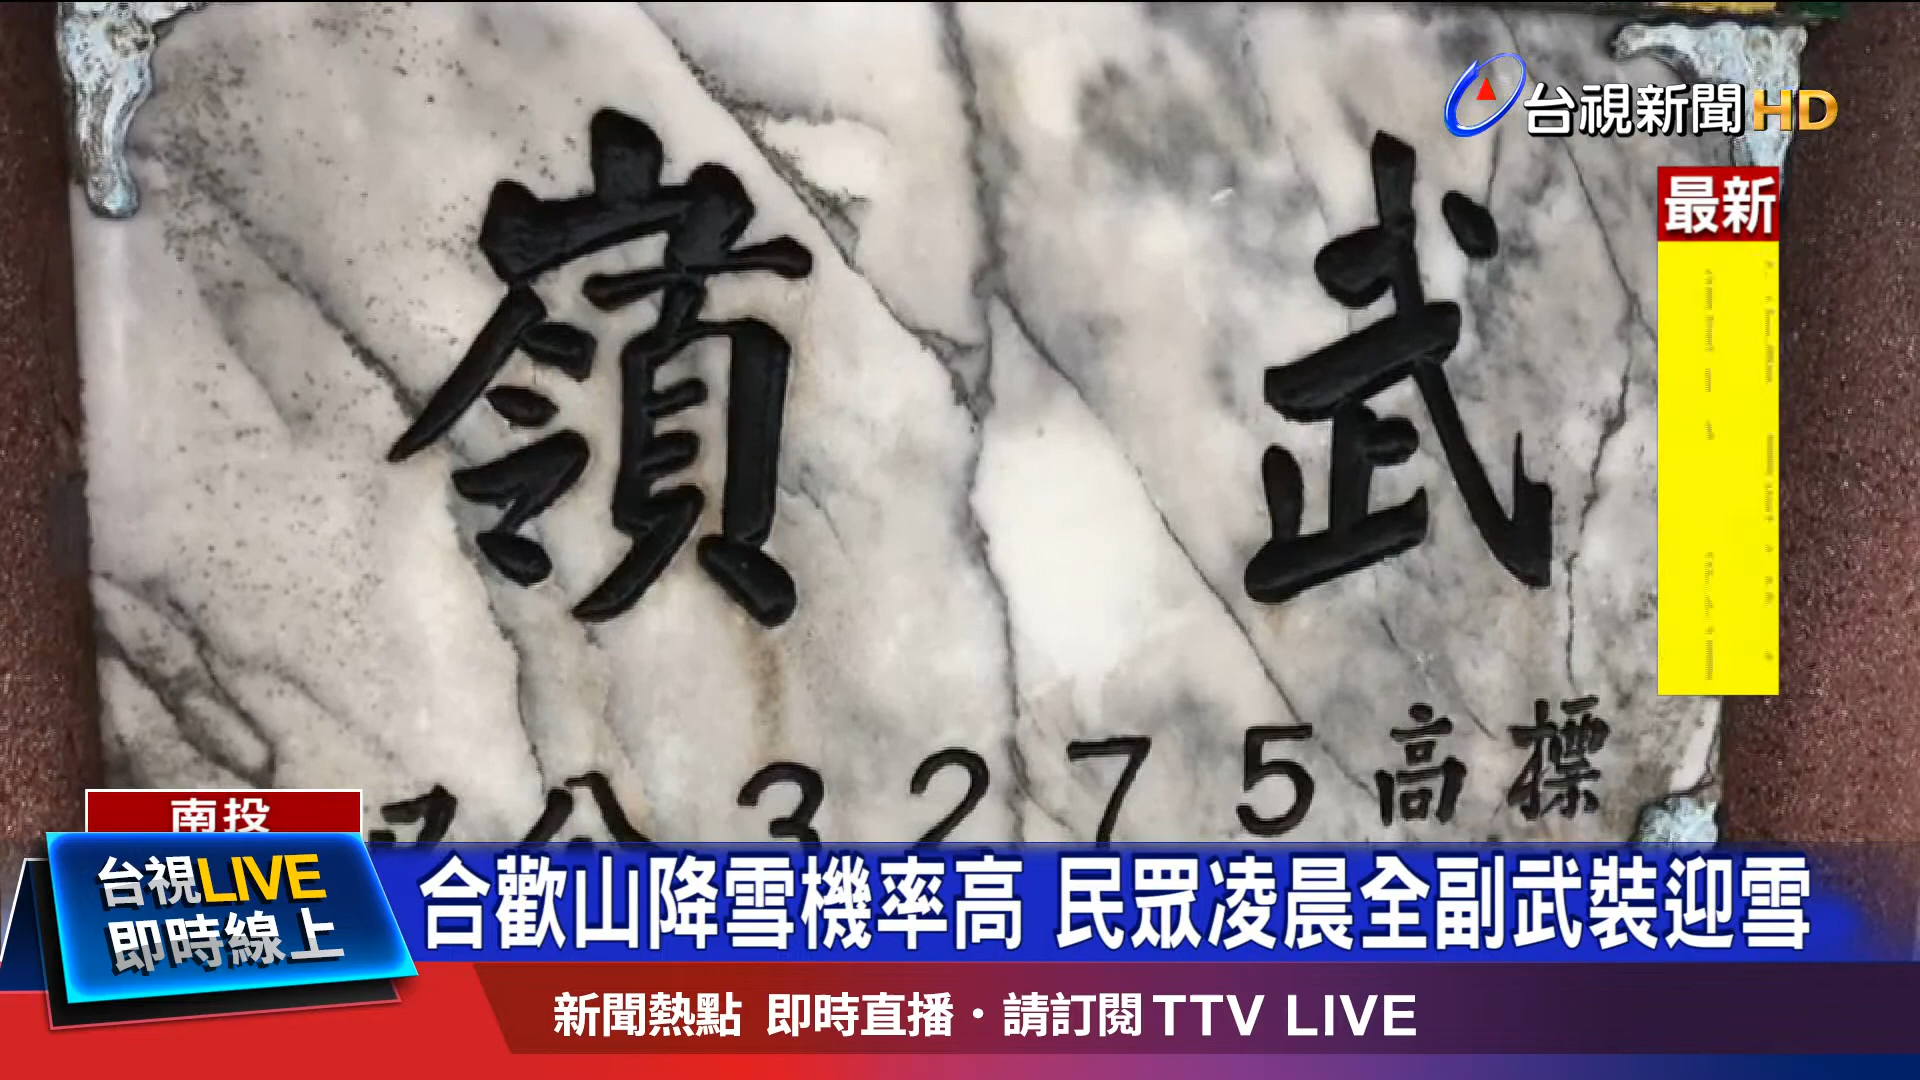 台視新聞HD
最新
武嶺
標高3275公
南投
台視LIVE
即時線上
合歡山降雪機率高 民眾凌晨全副武裝迎雪
新聞熱點 即時直播・請訂閱TTV LIVE